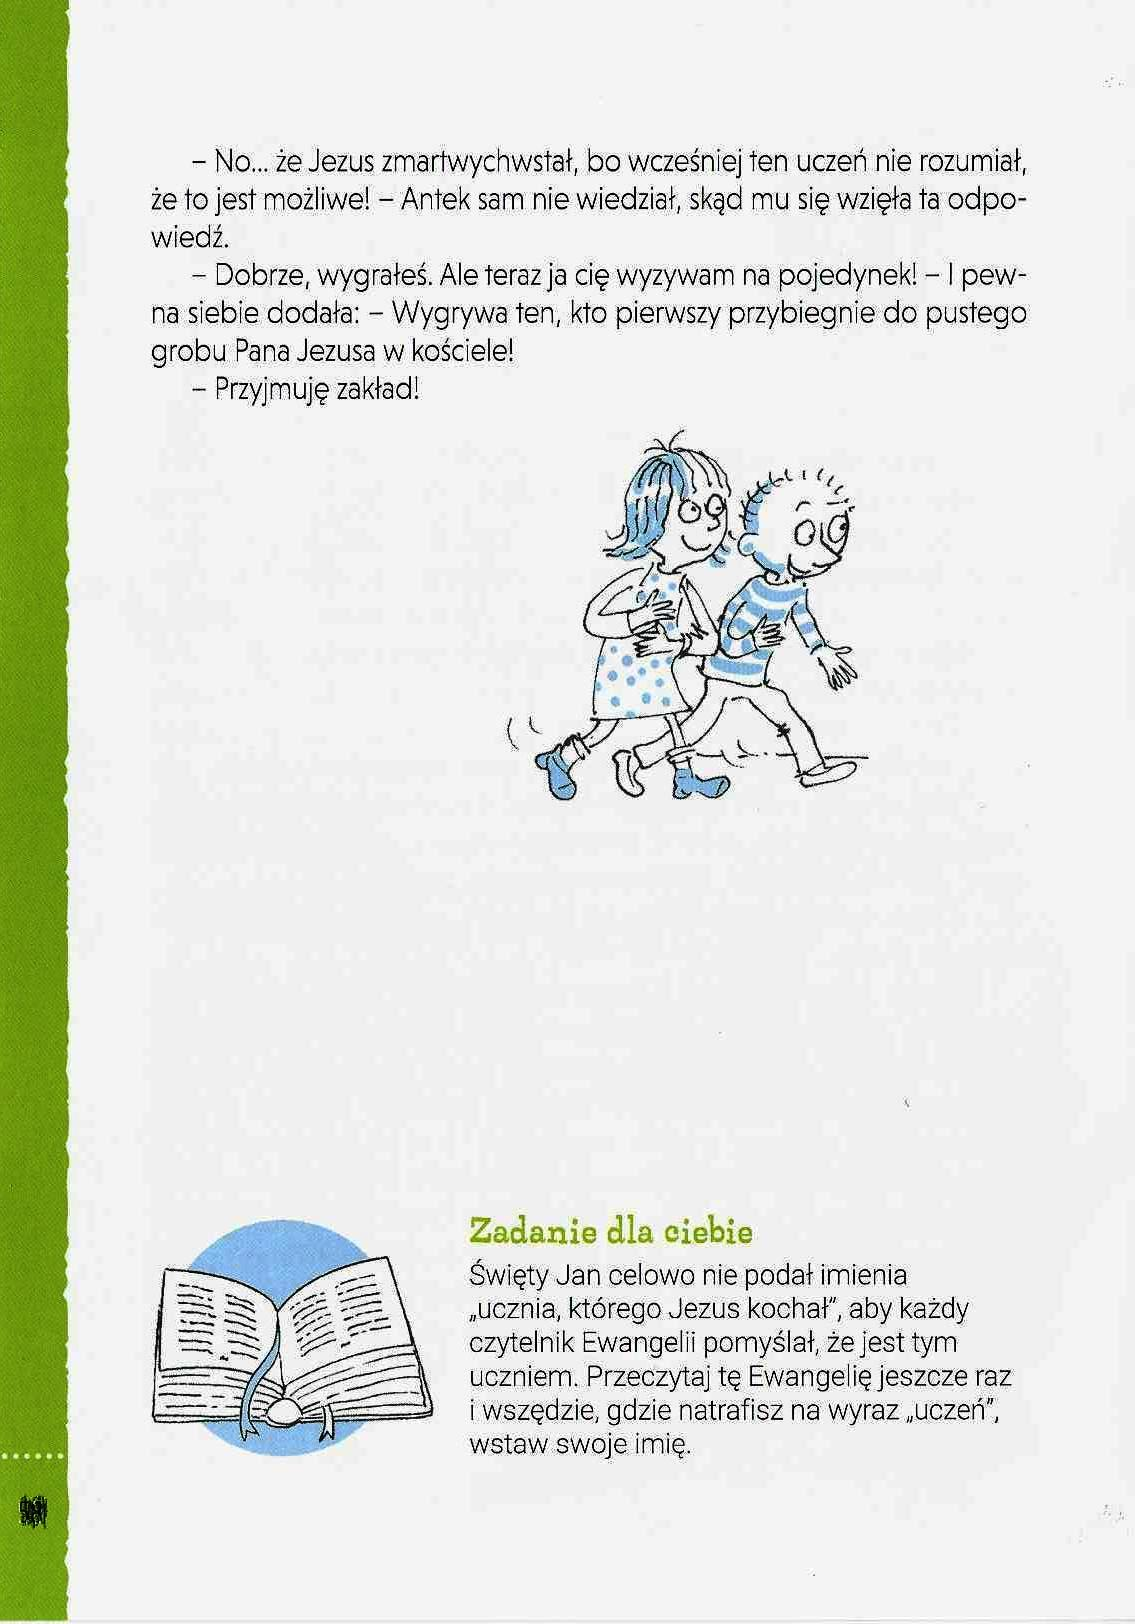 – No... że Jezus zmartwychwstał, bo wcześniej ten uczeń nie rozumiał,
że to jest możliwe! – Antek sam nie wiedział, skąd mu się wzięła ta odpo-
wiedź.
– Dobrze, wygrałeś. Ale teraz ja cię wyzywam na pojedynek! – I pew-
na siebie dodała: – Wygrywa ten, kto pierwszy przybiegnie do pustego
grobu Pana Jezusa w kościele!
– Przyjmuję zakład!
Zadanie dla ciebie
Święty Jan celowo nie podał imienia
„ucznia, którego Jezus kochał”, aby każdy
czytelnik Ewangelii pomyślał, że jest tym
uczniem. Przeczytaj tę Ewangelię jeszcze raz
i wszędzie, gdzie natrafisz na wyraz „uczeń”,
wstaw swoje imię.